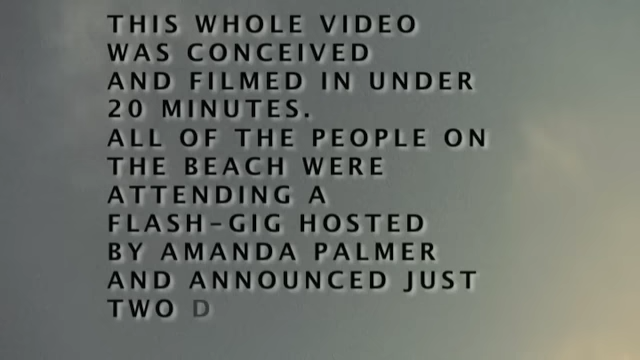 THIS WHOLE VIDEO
WAS CONCEIVED
AND FILMED IN UNDER
20 MINUTES.
ALL OF THE PEOPLE ON
THE BEACH WERE
ATTENDING A
FLASH-GIG HOSTED
BY AMANDA PALMER
AND ANNOUNCED JUST
TWO D